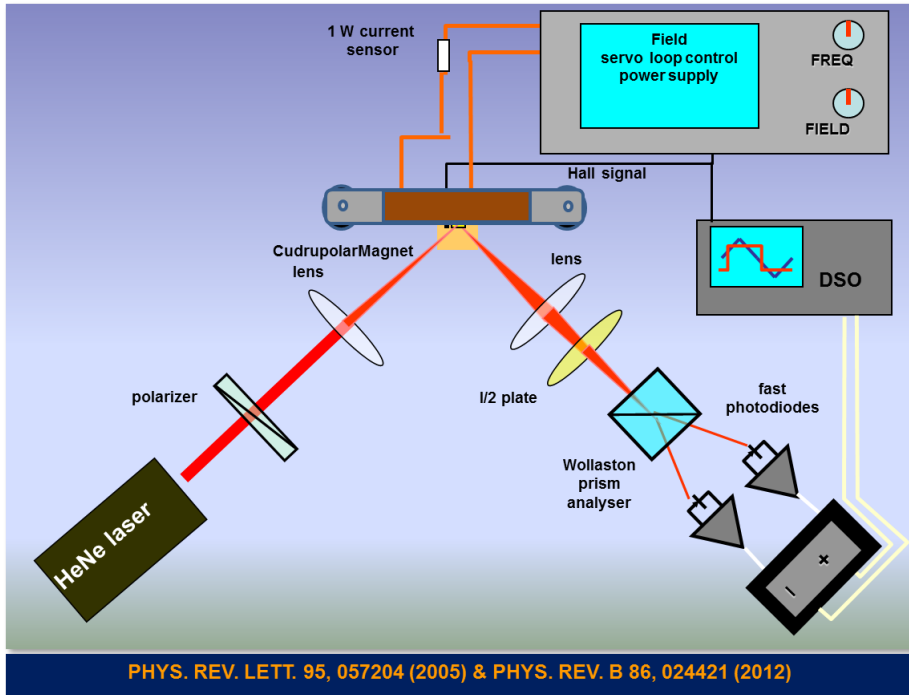 1 W current
sensor
Field
servo loop control
power supply
FREQ
FIELD
Hall signal
CudrupolarMagnet
lens
lens
DSO
polarizer
l/2 plate
fast
photodiodes
Wollaston
prism
analyser
HeNe laser
+
–
PHYS. REV. LETT. 95, 057204 (2005) & PHYS. REV. B 86, 024421 (2012)